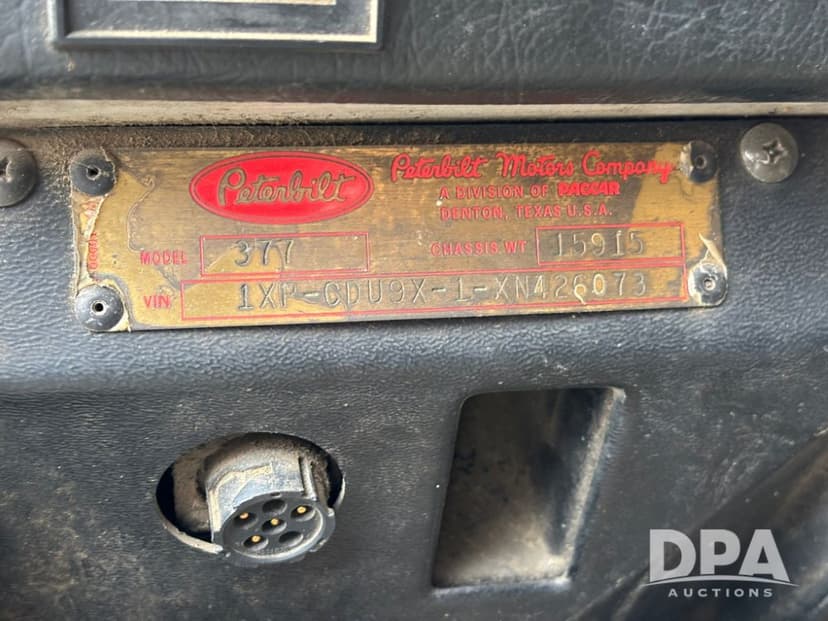 Peterbilt
Peterbilt Motors Company
A DIVISION OF PACCAR
DENTON, TEXAS U.S.A.
MODEL 377 CHASSIS WT 15915
VIN 1XP-CDU9X-1-XN426073
DPA
AUCTIONS